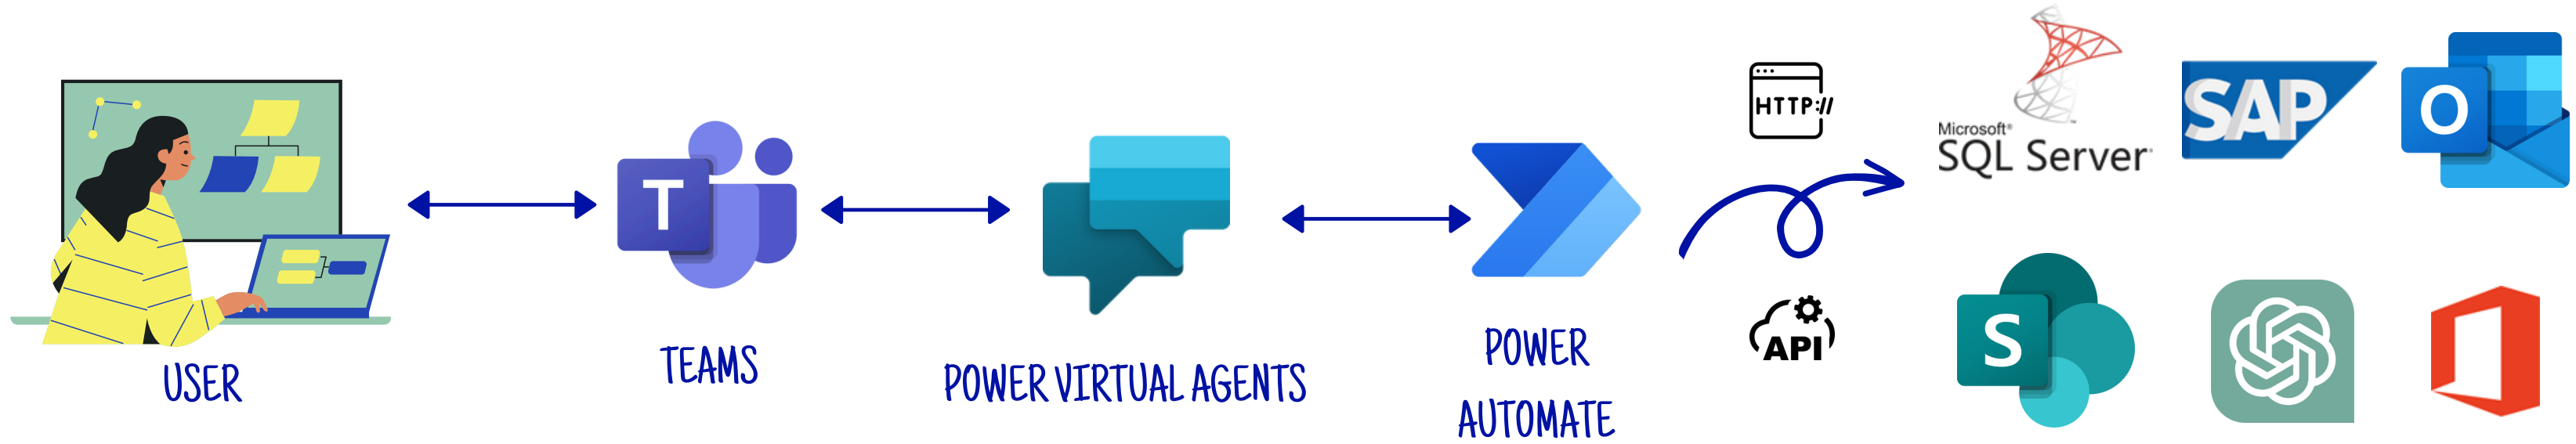 USER
T
TEAMS
POWER VIRTUAL AGENTS
POWER
AUTOMATE
HTTP://
API
Microsoft®
SQL Server
SAP
O
S